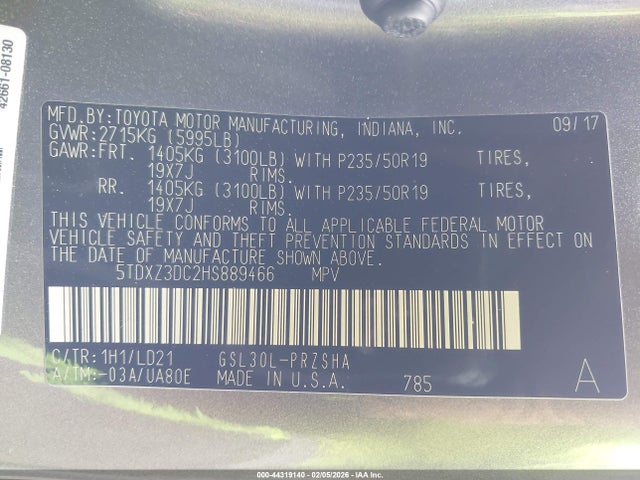 42661-08130
MFD.BY:TOYOTA MOTOR MANUFACTURING, INDIANA, INC. 09/17
GVWR:2715KG (5995LB)
GAWR:FRT. 1405KG (3100LB) WITH P235/50R19 TIRES,
19X7J RIMS.
RR. 1405KG (3100LB) WITH P235/50R19 TIRES,
19X7J RIMS.
THIS VEHICLE CONFORMS TO ALL APPLICABLE FEDERAL MOTOR
VEHICLE SAFETY AND THEFT PREVENTION STANDARDS IN EFFECT ON
THE DATE OF MANUFACTURE SHOWN ABOVE.
5TDXZ3DC2HS889466 MPV
C/TR:1H1/LD21 GSL30L-PRZSHA
A/TM:-03A/UA80E MADE IN U.S.A. 785 A
000-44319140 - 02/05/2026 - IAA Inc.